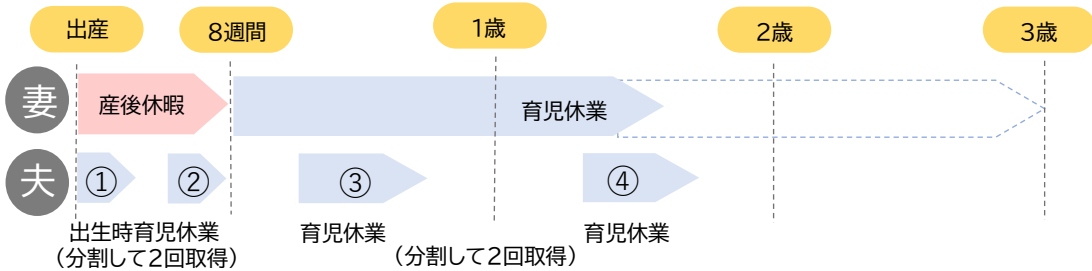 出産
8週間
1歳
2歳
3歳
妻
産後休暇
育児休業
夫
①
②
③
④
出生時育児休業
（分割して2回取得）
育児休業
（分割して2回取得）
育児休業